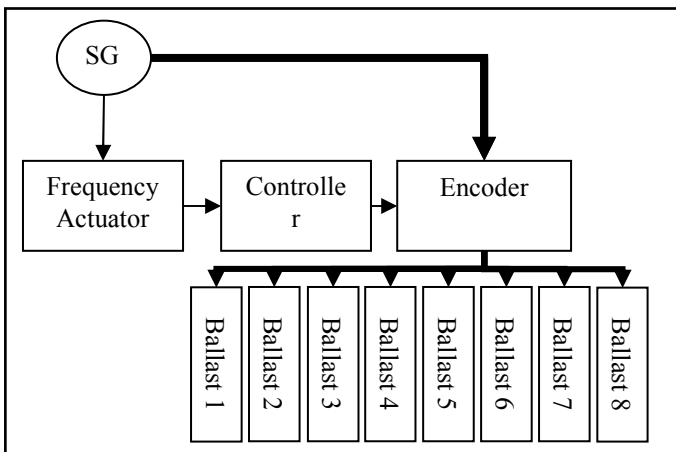 SG
Frequency
Actuator
Controlle
r
Encoder
Ballast 1
Ballast 2
Ballast 3
Ballast 4
Ballast 5
Ballast 6
Ballast 7
Ballast 8